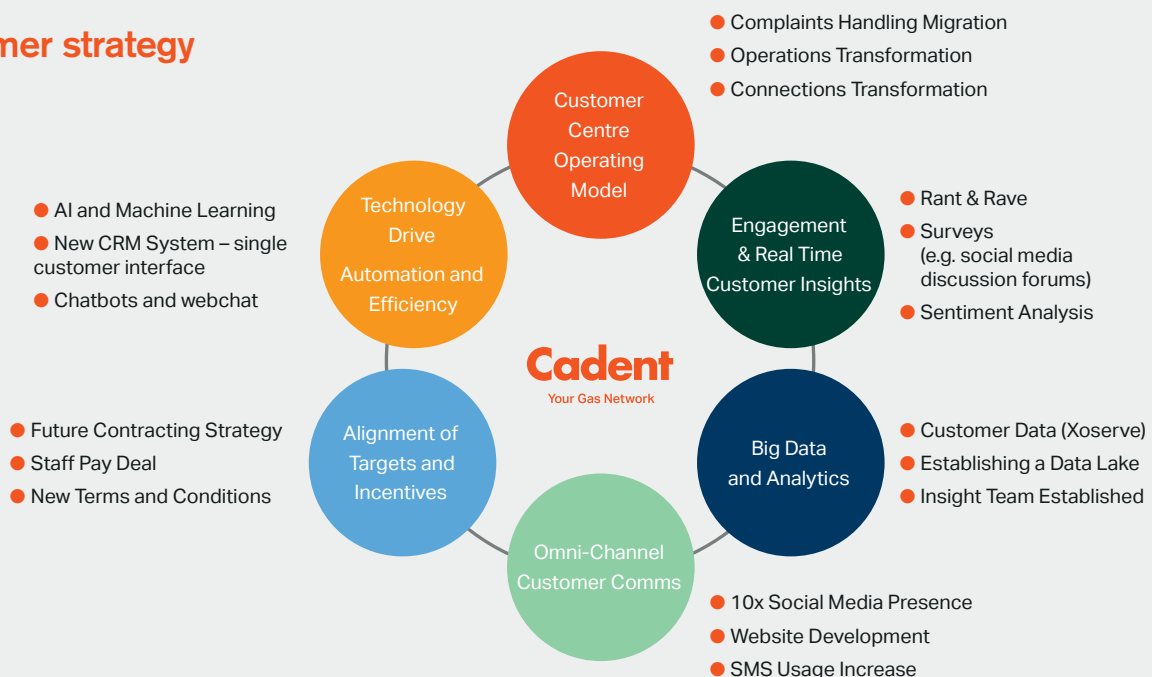 mer strategy
Customer
Centre
Operating
Model
● Complaints Handling Migration
● Operations Transformation
● Connections Transformation
Engagement
& Real Time
Customer Insights
● Rant & Rave
● Surveys
(e.g. social media
discussion forums)
● Sentiment Analysis
Big Data
and Analytics
● Customer Data (Xoserve)
● Establishing a Data Lake
● Insight Team Established
Omni-Channel
Customer Comms
● 10x Social Media Presence
● Website Development
● SMS Usage Increase
Alignment of
Targets and
Incentives
● Future Contracting Strategy
● Staff Pay Deal
● New Terms and Conditions
Technology
Drive
Automation and
Efficiency
● AI and Machine Learning
● New CRM System – single
customer interface
● Chatbots and webchat
Cadent
Your Gas Network